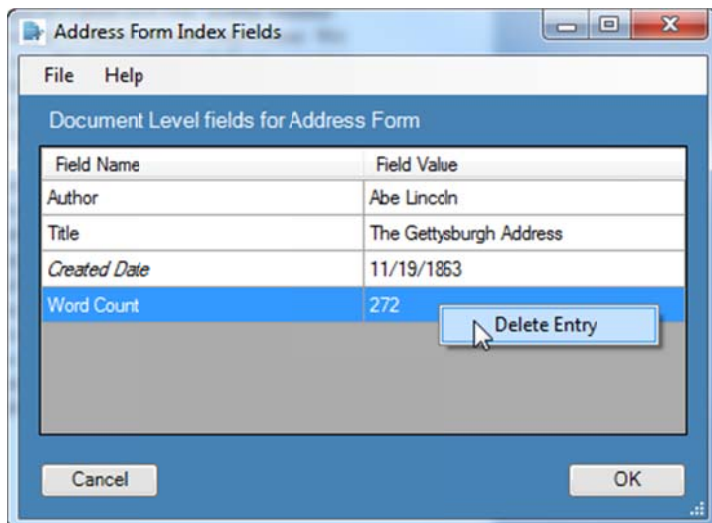 Address Form Index Fields
File Help
Document Level fields for Address Form
Field Name Field Value
Author Abe Lincoln
Title The Gettysburgh Address
Created Date 11/19/1863
Word Count 272
Delete Entry
Cancel OK